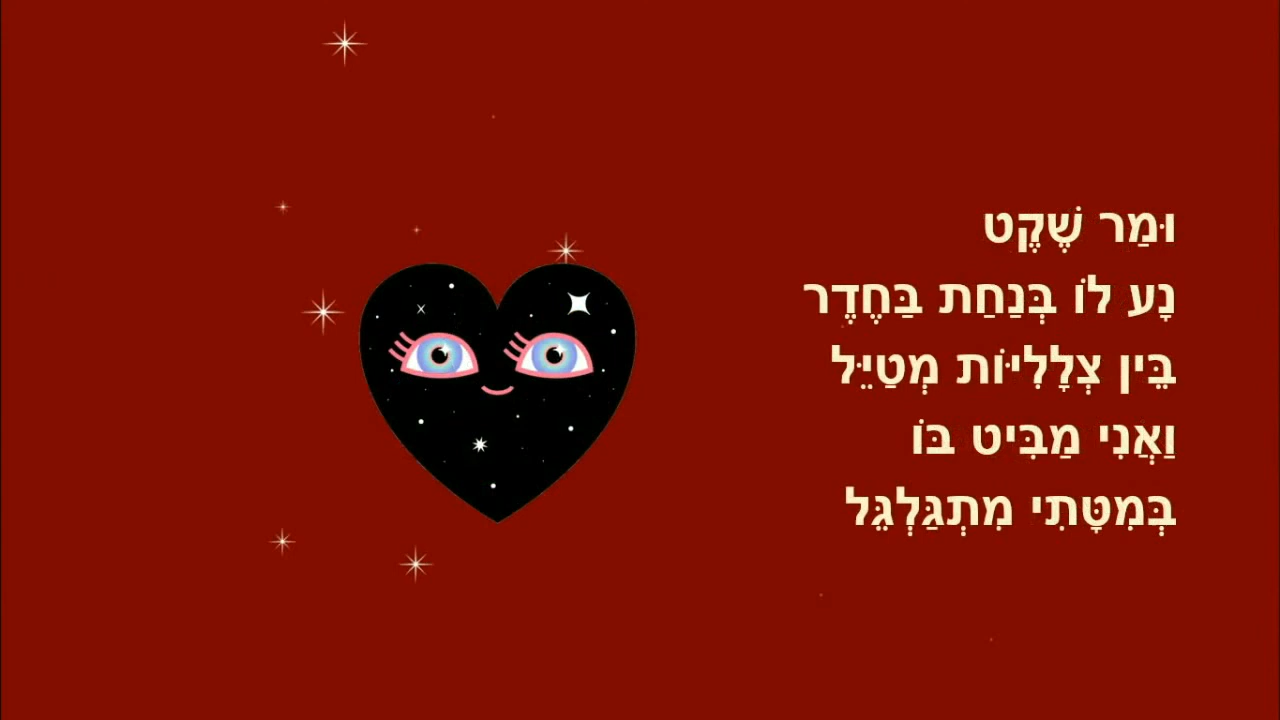 וּמַר שֶׁקֶט
נָע לוֹ בְּנַחַת בַּחֶדֶר
בֵּין צְלָלִיּוֹת מְטַיֵּל
וַאֲנִי מַבִּיט בּוֹ
בְּמִטָּתִי מִתְגַּלְגֵּל